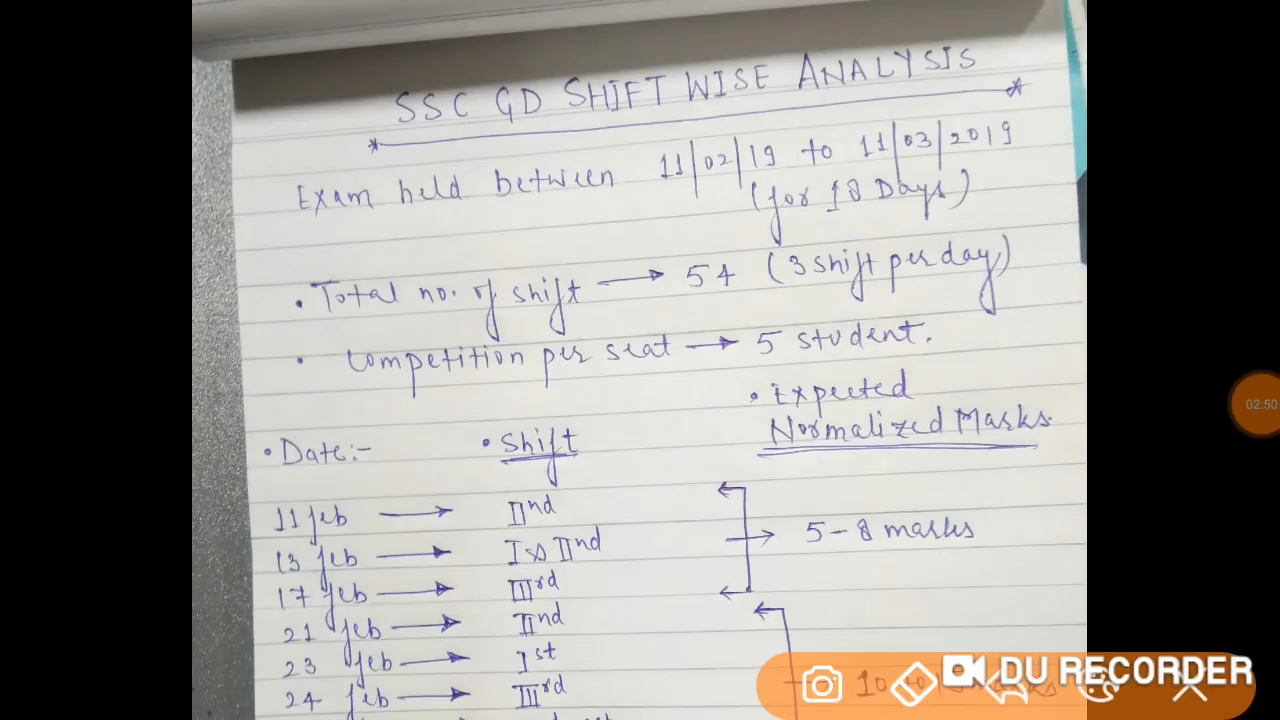 SSC GD SHIFT WISE ANALYSIS
Exam held between 11/02/19 to 11/03/2019
(for 18 Days)
• Total no. of shift → 54 (3 shift per day)
• Competition per seat → 5 student.
• Expected
Normalized Marks.
• Date:- • Shift
11 feb → IInd
13 feb → I & IInd
5-8 marks
17 feb → IIIrd
21 feb → IInd
23 feb → Ist
24 feb → IIIrd
10
DU RECORDER
02:50